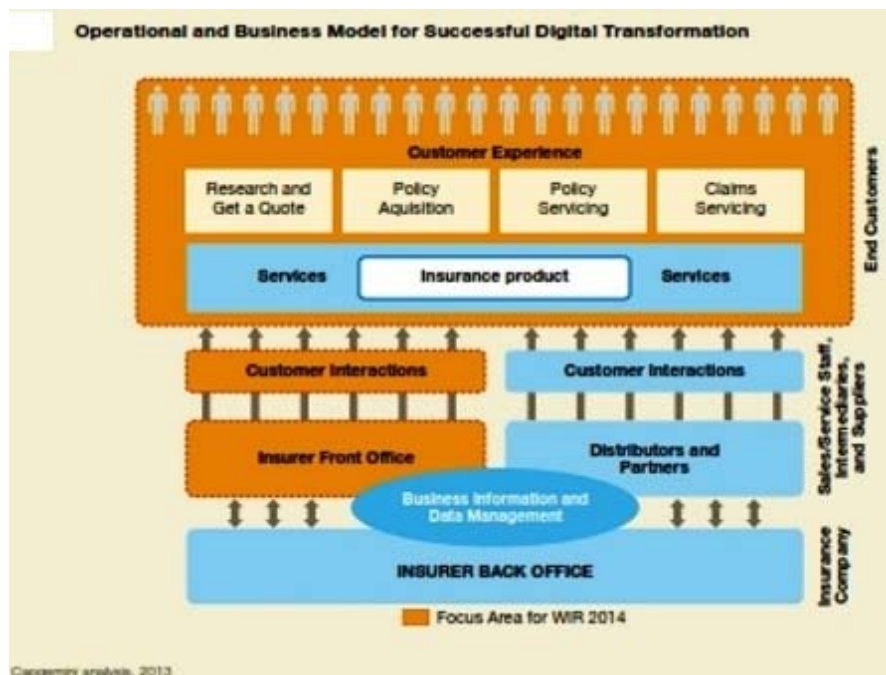 Operational and Business Model for Successful Digital Transformation
Customer Experience
Research and
Get a Quote
Policy
Aquisition
Policy
Servicing
Claims
Servicing
Services
Insurance product
Services
End Customers
Customer Interactions
Customer Interactions
Insurer Front Office
Distributors and
Partners
Sales/Service Staff,
Intermediaries,
and Suppliers
Business Information and
Data Management
INSURER BACK OFFICE
Insurance
Company
Focus Area for WIR 2014
Capgemini analysis, 2013